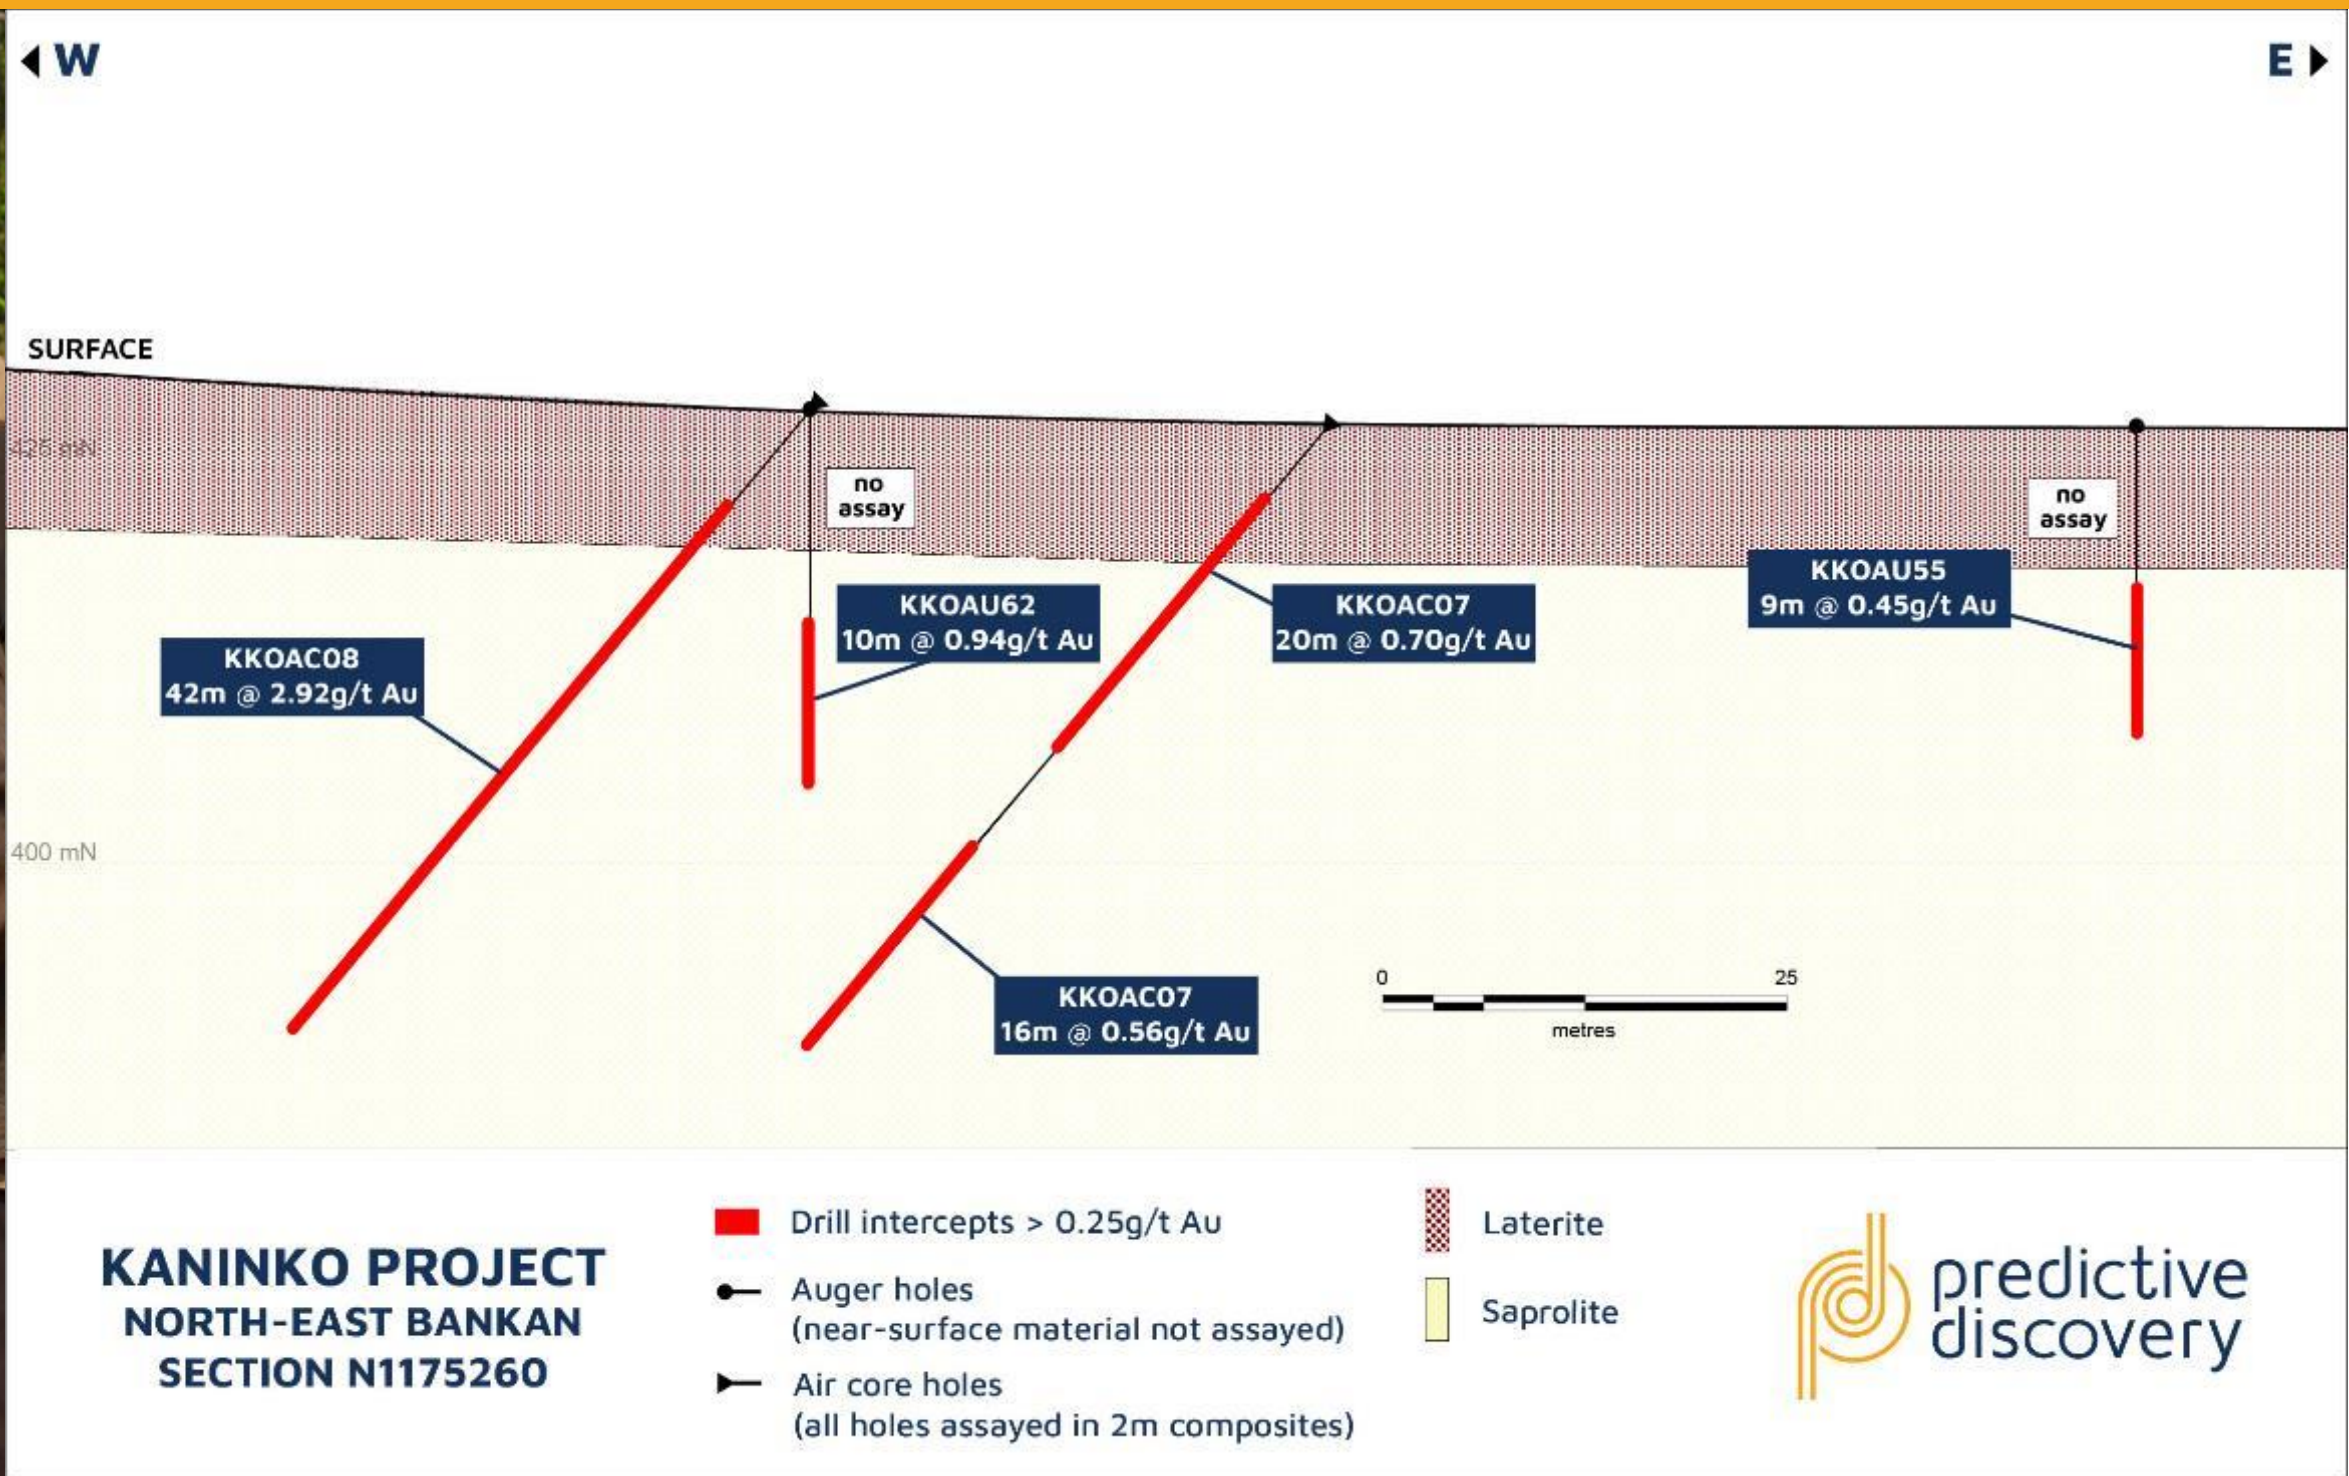 W
E
SURFACE
425 mN
no
assay
no
assay
KKOAU55
9m @ 0.45g/t Au
KKOAU62
10m @ 0.94g/t Au
KKOAC07
20m @ 0.70g/t Au
KKOAC08
42m @ 2.92g/t Au
400 mN
KKOAC07
16m @ 0.56g/t Au
0 25
metres
KANINKO PROJECT
NORTH-EAST BANKAN
SECTION N1175260
Drill intercepts > 0.25g/t Au
Auger holes
(near-surface material not assayed)
Air core holes
(all holes assayed in 2m composites)
Laterite
Saprolite
predictive
discovery